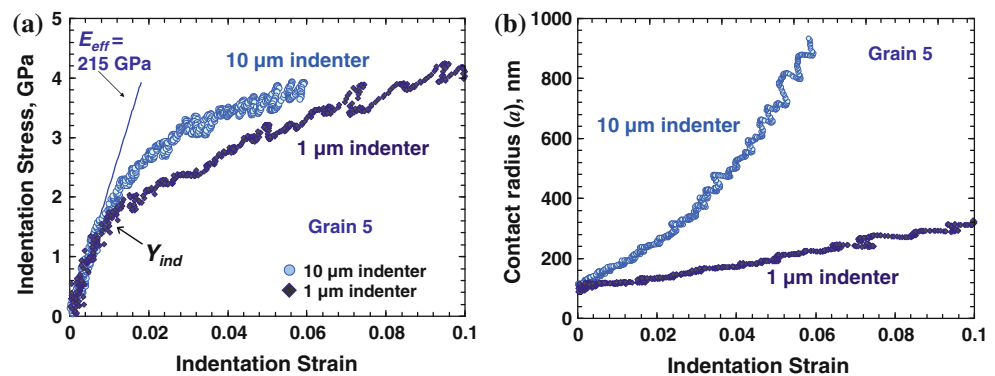 (a)
E_eff =
215 GPa
10 μm indenter
1 μm indenter
Y_ind
Grain 5
10 μm indenter
1 μm indenter
Indentation Stress, GPa
5
4
3
2
1
0
0
0.02
0.04
0.06
0.08
0.1
Indentation Strain
(b)
Grain 5
10 μm indenter
1 μm indenter
Contact radius (a), nm
1000
800
600
400
200
0
0
0.02
0.04
0.06
0.08
0.1
Indentation Strain